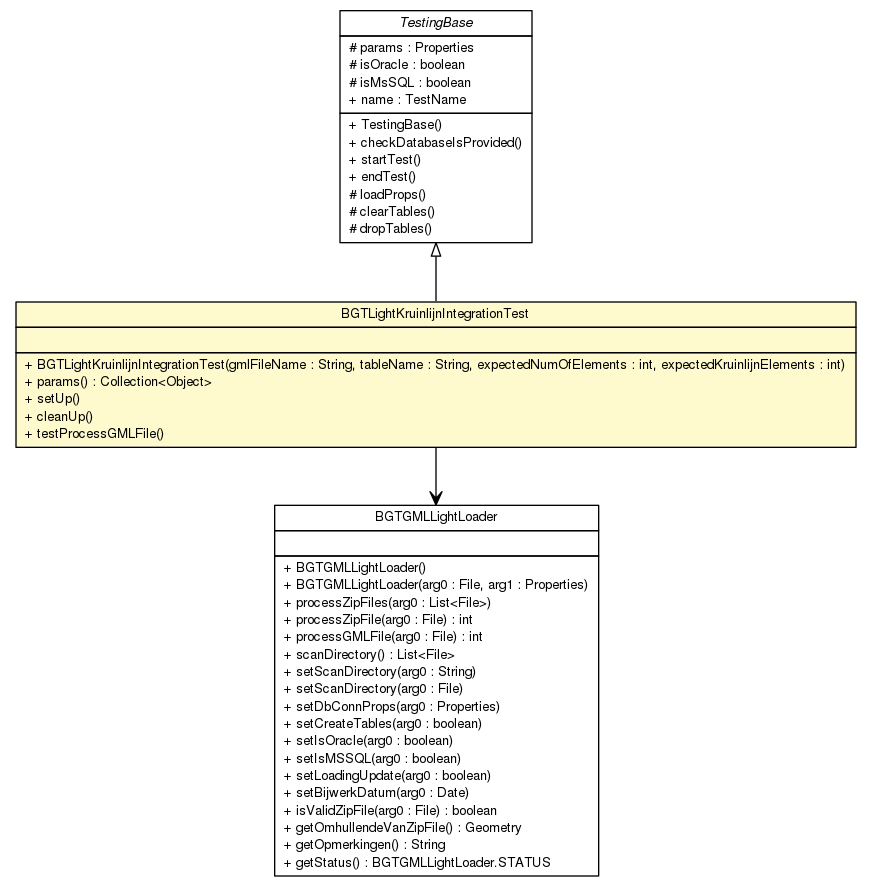 TestingBase
# params : Properties
# isOracle : boolean
# isMsSQL : boolean
+ name : TestName
+ TestingBase()
+ checkDatabaseIsProvided()
+ startTest()
+ endTest()
# loadProps()
# clearTables()
# dropTables()
BGTLightKruinlijnIntegrationTest
+ BGTLightKruinlijnIntegrationTest(gmlFileName : String, tableName : String, expectedNumOfElements : int, expectedKruinlijnElements : int)
+ params() : Collection<Object>
+ setUp()
+ cleanUp()
+ testProcessGMLFile()
BGTGMLLightLoader
+ BGTGMLLightLoader()
+ BGTGMLLightLoader(arg0 : File, arg1 : Properties)
+ processZipFiles(arg0 : List<File>)
+ processZipFile(arg0 : File) : int
+ processGMLFile(arg0 : File) : int
+ scanDirectory() : List<File>
+ setScanDirectory(arg0 : String)
+ setScanDirectory(arg0 : File)
+ setDbConnProps(arg0 : Properties)
+ setCreateTables(arg0 : boolean)
+ setIsOracle(arg0 : boolean)
+ setIsMSSQL(arg0 : boolean)
+ setLoadingUpdate(arg0 : boolean)
+ setBijwerkDatum(arg0 : Date)
+ isValidZipFile(arg0 : File) : boolean
+ getOmhullendeVanZipFile() : Geometry
+ getOpmerkingen() : String
+ getStatus() : BGTGMLLightLoader.STATUS